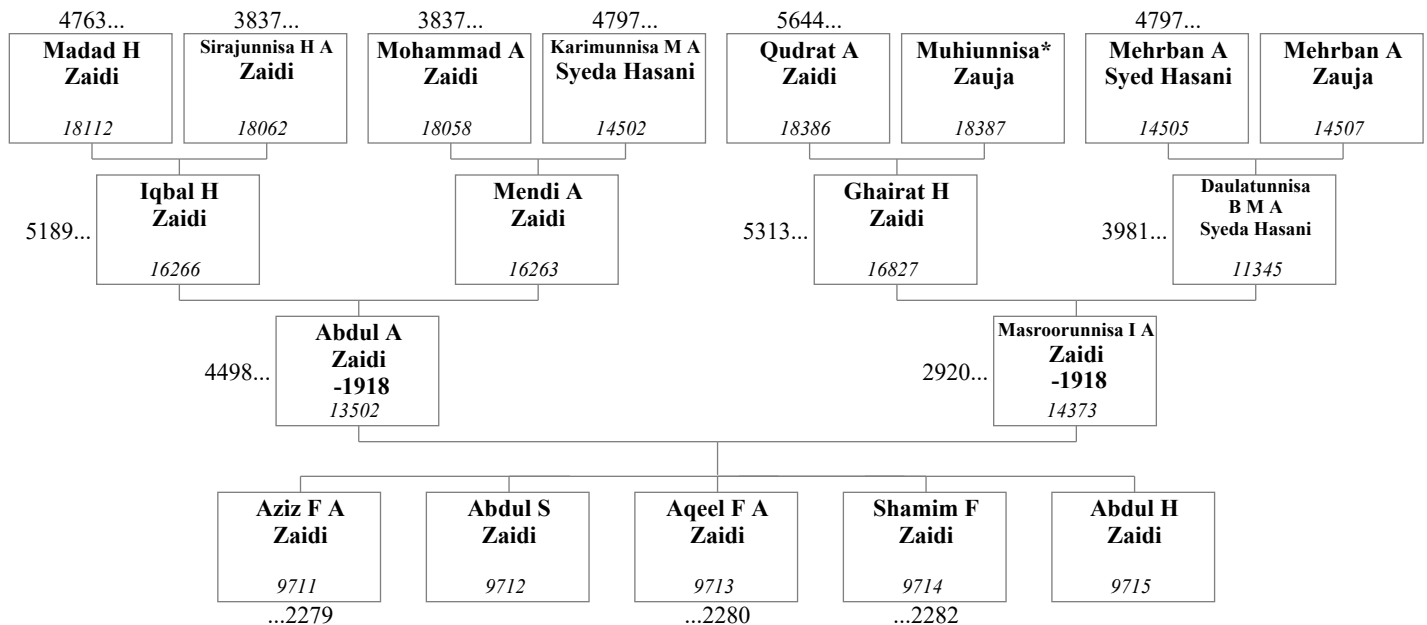 4763...
3837...
3837...
4797...
5644...
4797...
Madad H
Zaidi
18112
Sirajunnisa H A
Zaidi
18062
Mohammad A
Zaidi
18058
Karimunnisa M A
Syeda Hasani
14502
Qudrat A
Zaidi
18386
Muhiunnisa*
Zauja
18387
Mehrban A
Syed Hasani
14505
Mehrban A
Zauja
14507
5189...
Iqbal H
Zaidi
16266
Mendi A
Zaidi
16263
5313...
Ghairat H
Zaidi
16827
3981...
Daulatunnisa
B M A
Syeda Hasani
11345
4498...
Abdul A
Zaidi
-1918
13502
2920...
Masroorunnisa I A
Zaidi
-1918
14373
Aziz F A
Zaidi
9711
...2279
Abdul S
Zaidi
9712
Aqeel F A
Zaidi
9713
...2280
Shamim F
Zaidi
9714
...2282
Abdul H
Zaidi
9715